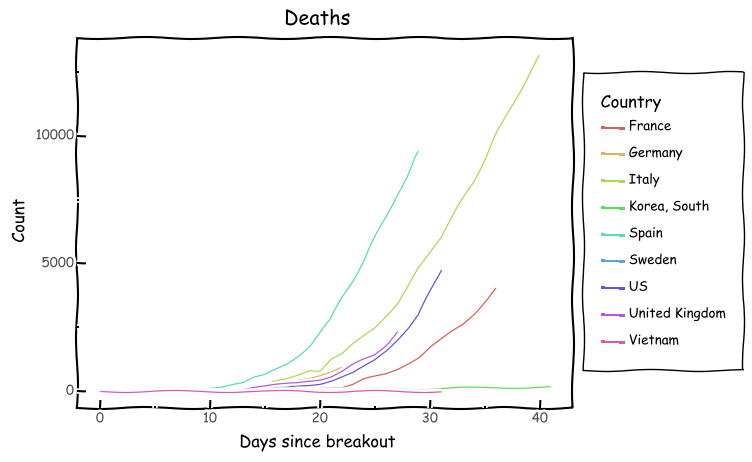 Deaths
10000
5000
0
Count
0 10 20 30 40
Days since breakout
Country
France
Germany
Italy
Korea, South
Spain
Sweden
US
United Kingdom
Vietnam